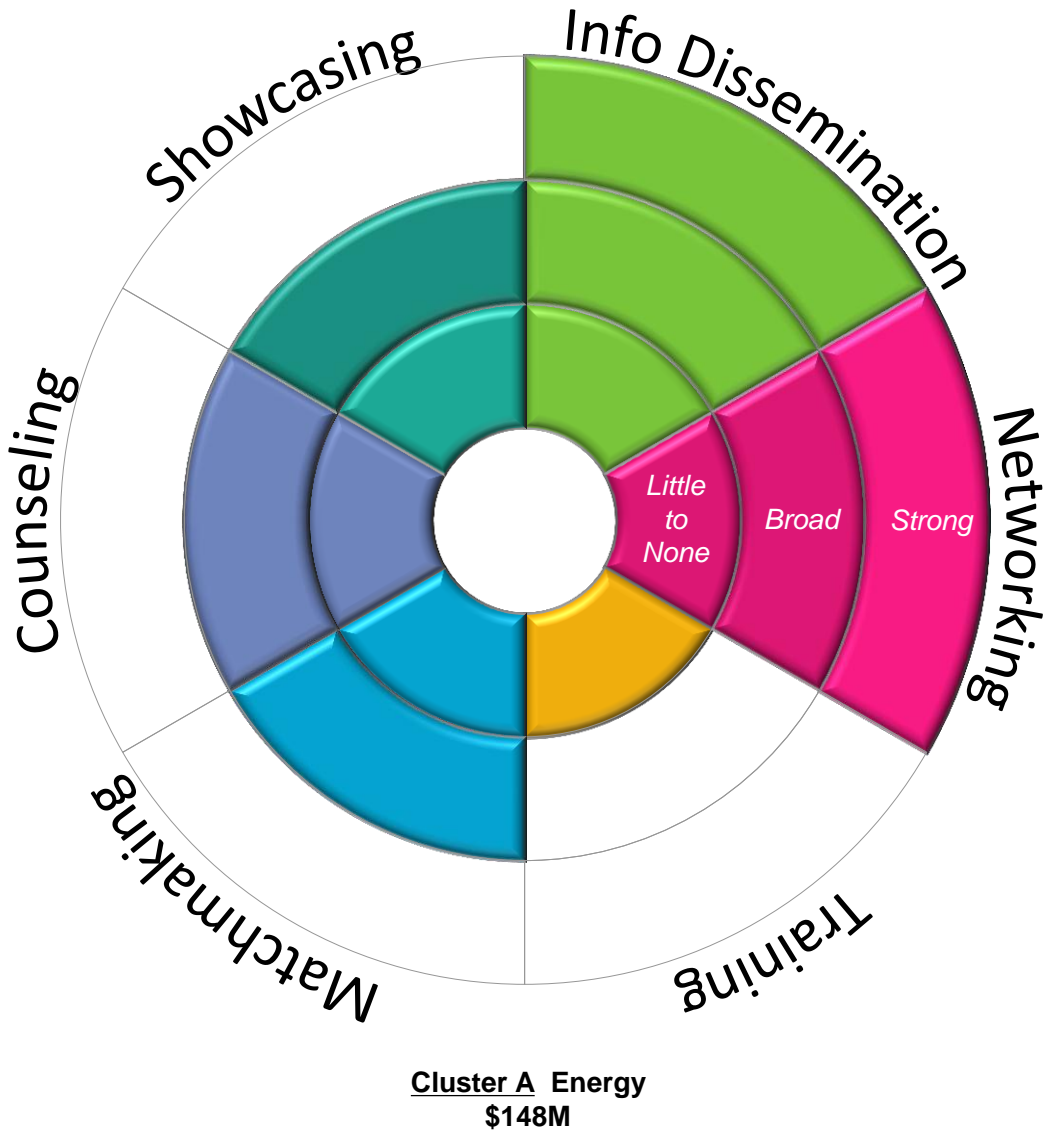 Showcasing
Info Dissemination
Counseling
Networking
Little
to
None
Broad
Strong
Matchmaking
Training
Cluster A Energy
$148M